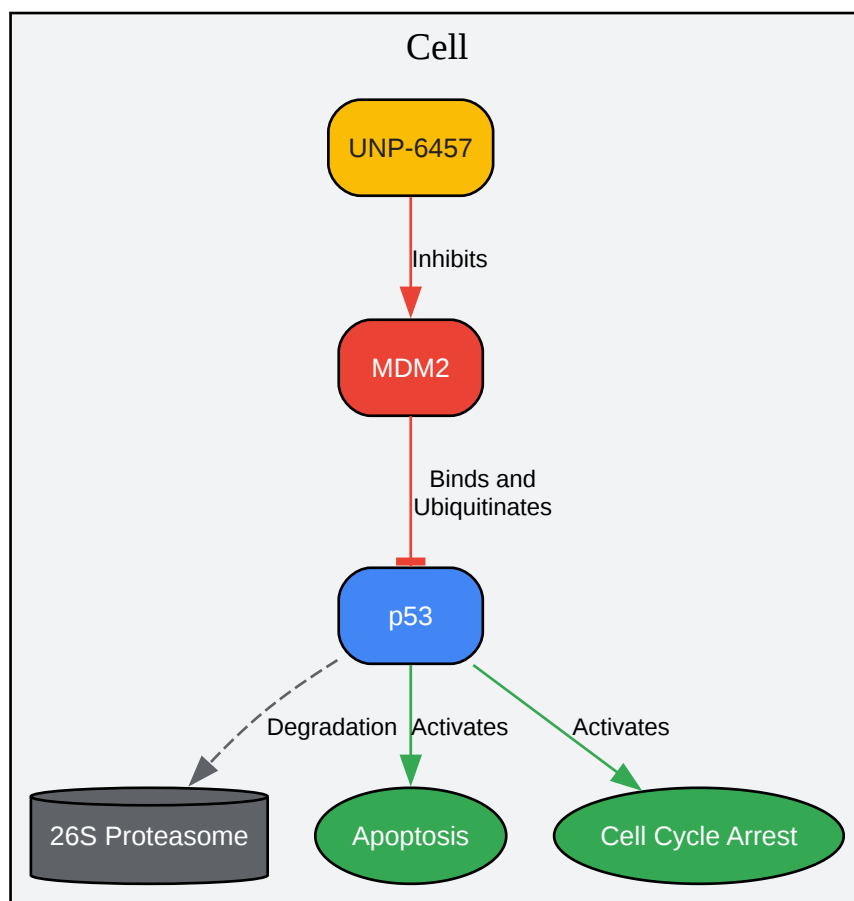 Cell
UNP-6457
Inhibits
MDM2
Binds and
Ubiquitinates
p53
Degradation
Activates
Activates
26S Proteasome
Apoptosis
Cell Cycle Arrest